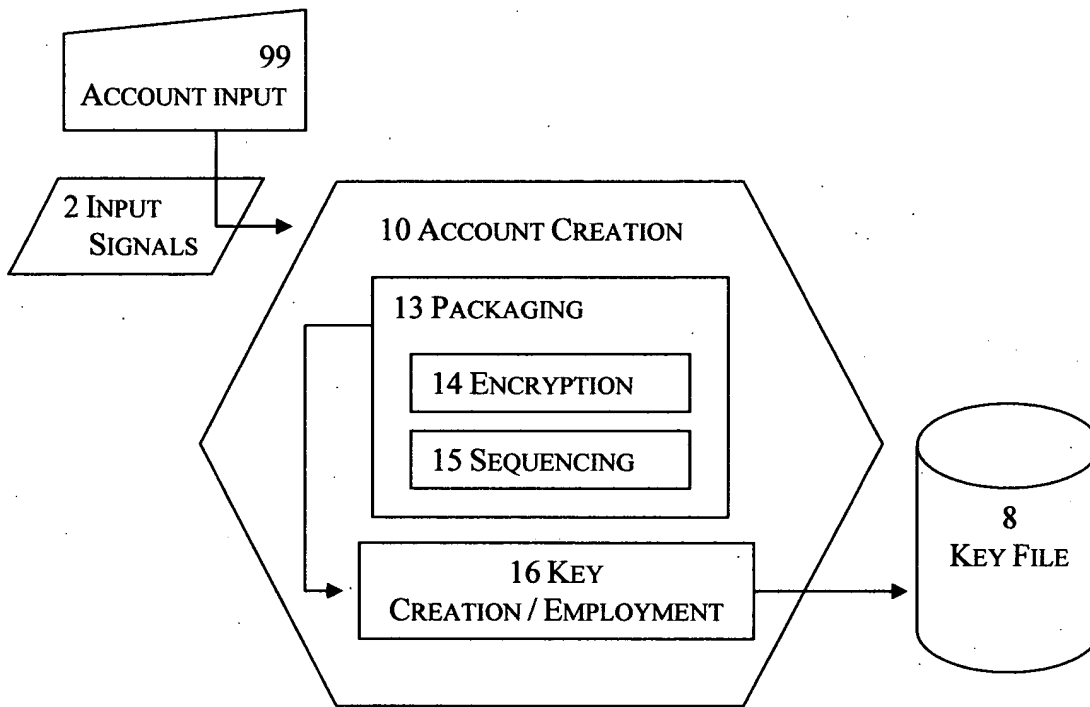 99
ACCOUNT INPUT
2 INPUT
SIGNALS
10 ACCOUNT CREATION
13 PACKAGING
14 ENCRYPTION
15 SEQUENCING
16 KEY
CREATION / EMPLOYMENT
8
KEY FILE